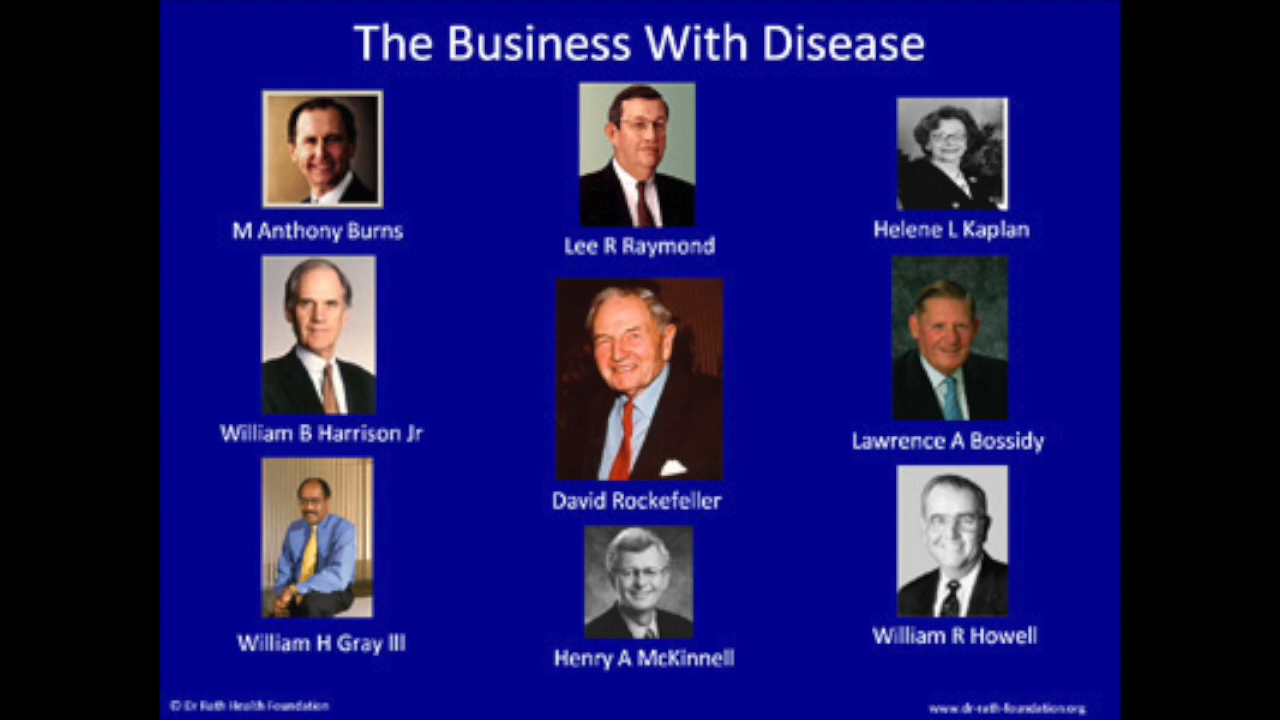 The Business With Disease
M Anthony Burns
Lee R Raymond
Helene L Kaplan
William B Harrison Jr
David Rockefeller
Lawrence A Bossidy
William H Gray III
Henry A McKinnell
William R Howell
© Dr Rath Health Foundation
www.dr-rath-foundation.org